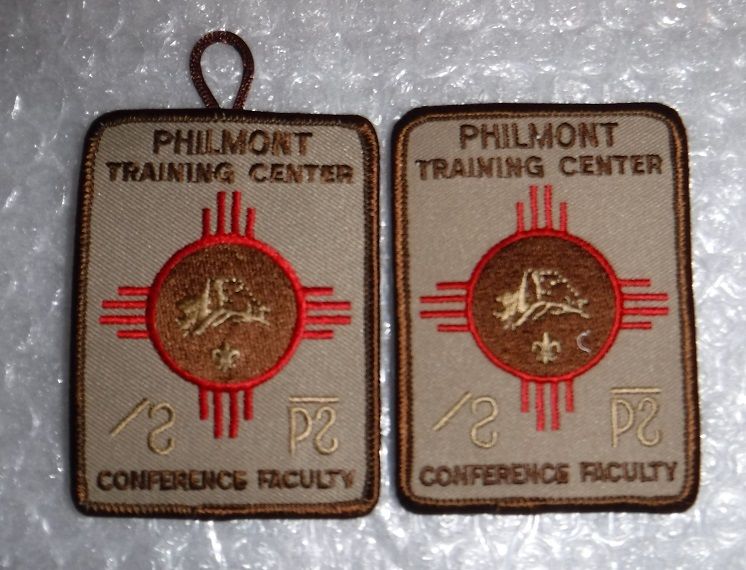 PHILMONT
TRAINING CENTER
CONFERENCE FACULTY
PHILMONT
TRAINING CENTER
CONFERENCE FACULTY